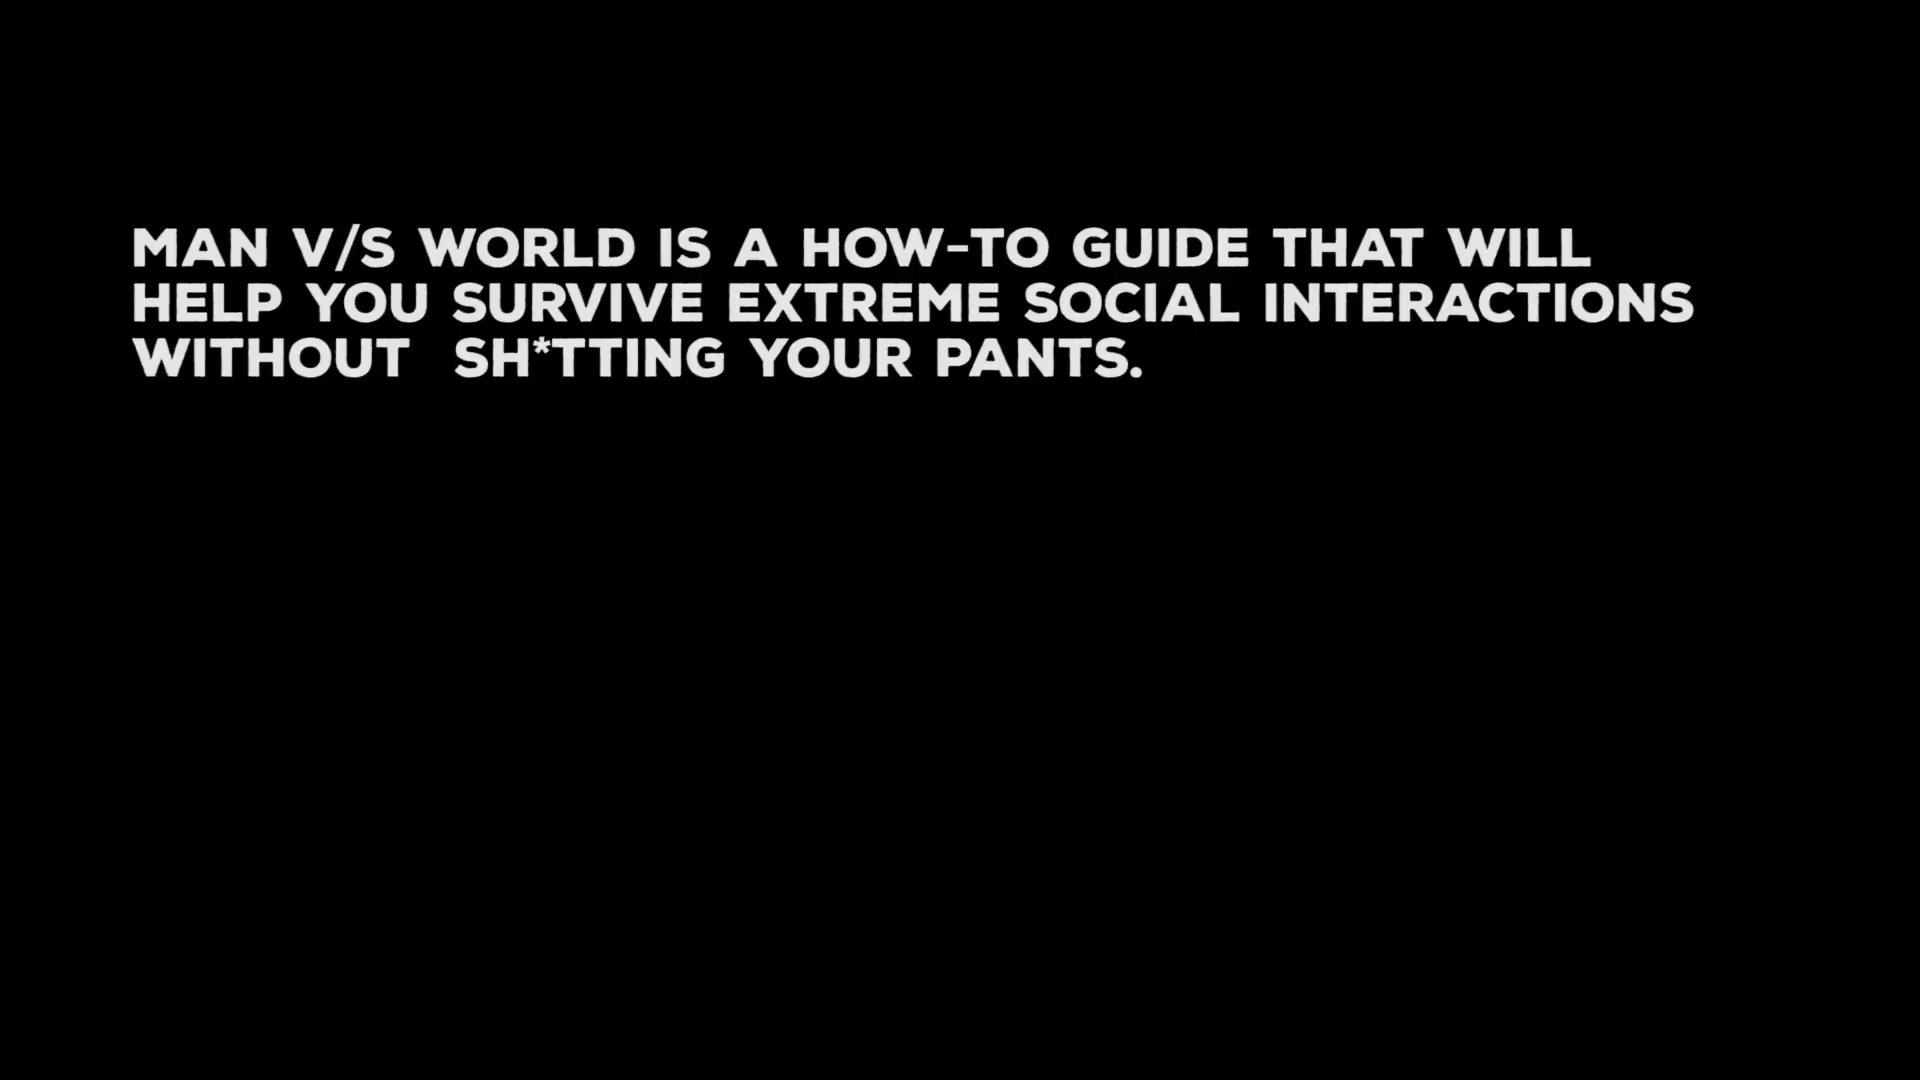 MAN V/S WORLD IS A HOW-TO GUIDE THAT WILL
HELP YOU SURVIVE EXTREME SOCIAL INTERACTIONS
WITHOUT  SH*TTING YOUR PANTS.